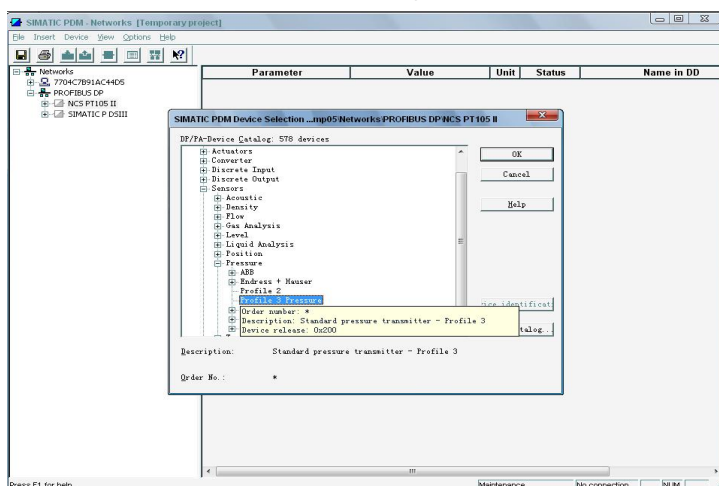 SIMATIC PDM - Networks [Temporary project]
File Insert Device View Options Help
Networks
7704C7B91AC44D5
PROFIBUS DP
NCS PT105 II
SIMATIC P DSIII
Parameter Value Unit Status Name in DD
SIMATIC PDM Device Selection ...mp05\Networks\PROFIBUS DP\NCS PT105 II
DP/PA-Device Catalog: 578 devices
Actuators
Converter
Discrete Input
Discrete Output
Sensors
Acoustic
Density
Flow
Gas Analysis
Level
Liquid Analysis
Position
Pressure
ABB
Endress + Hauser
Profile 2
Profile 3 Pressure
Order number: *
Description: Standard pressure transmitter - Profile 3
Device release: 0x200
OK
Cancel
Help
ice identificati
talog...
Description: Standard pressure transmitter - Profile 3
Order No.: *
Press F1 for help. Maintenance No connection NUM